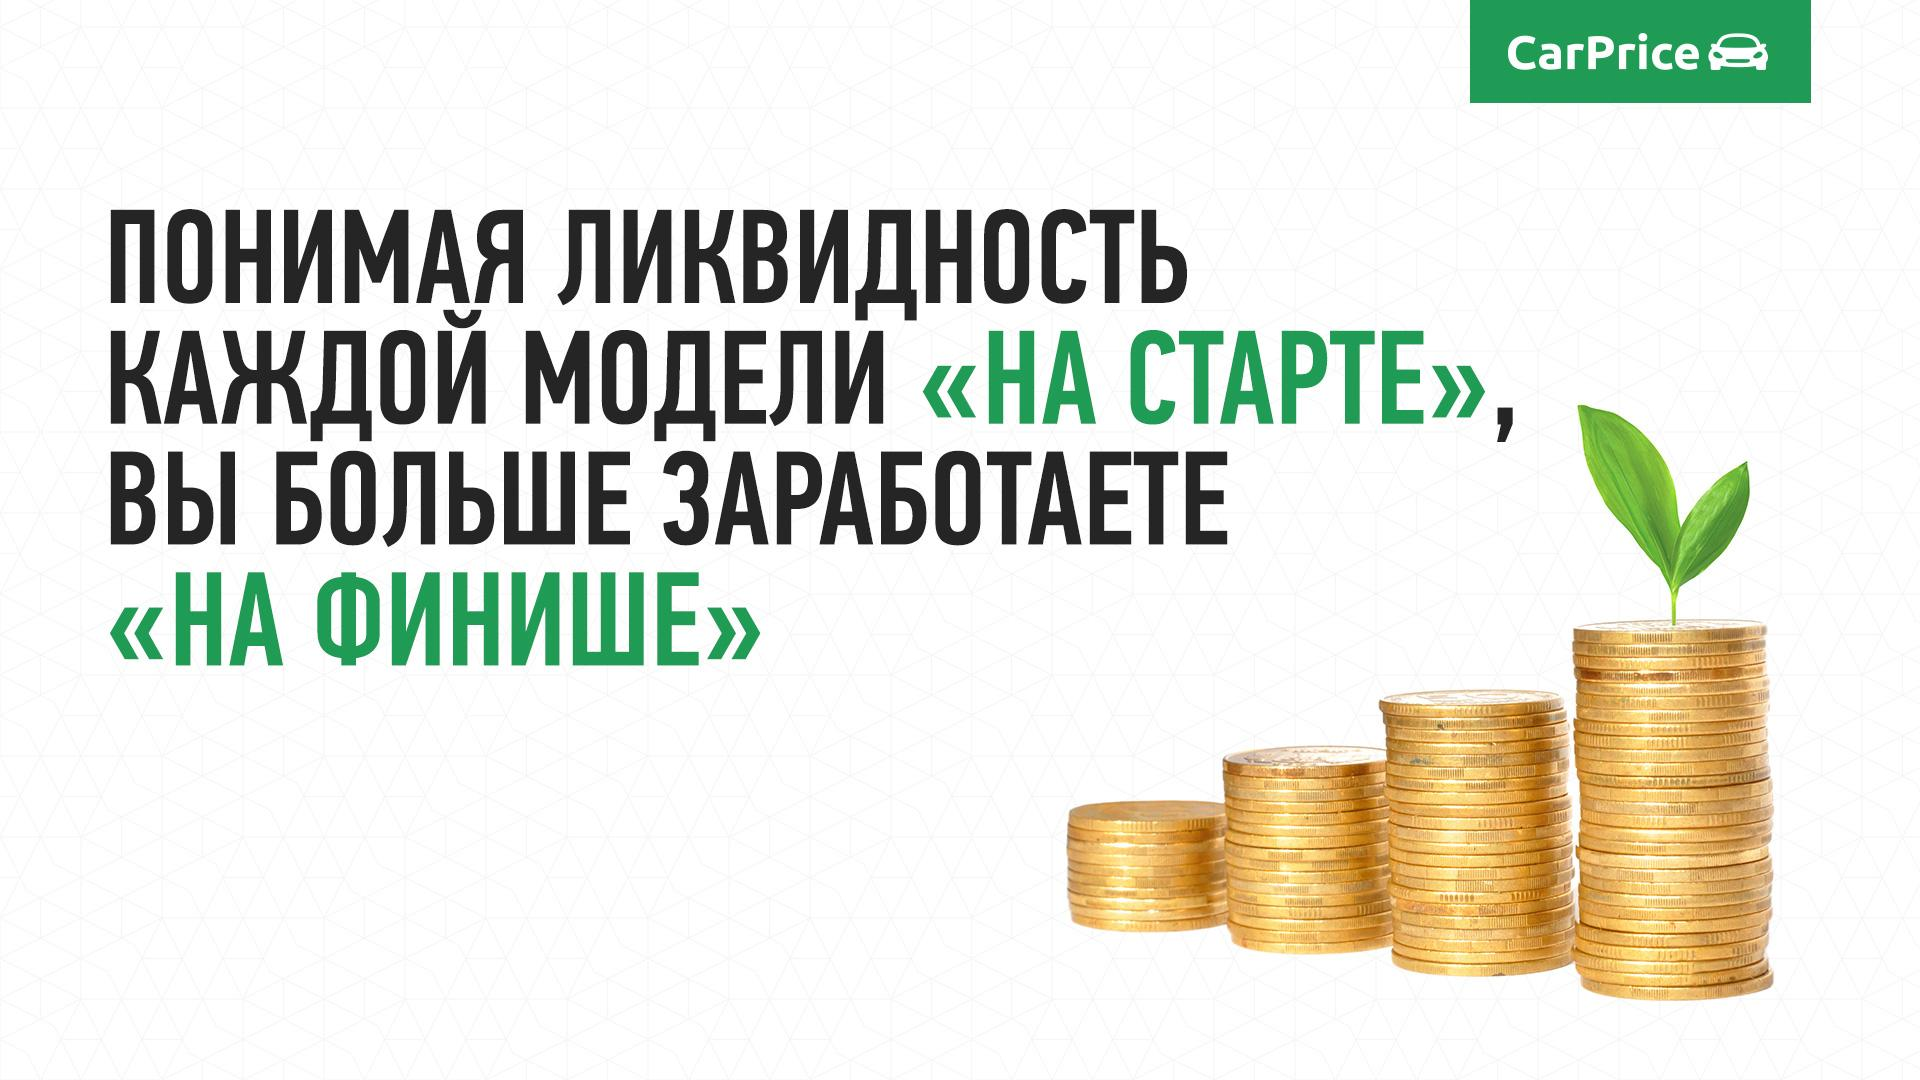 CarPrice
ПОНИМАЯ ЛИКВИДНОСТЬ
КАЖДОЙ МОДЕЛИ «НА СТАРТЕ»,
ВЫ БОЛЬШЕ ЗАРАБОТАЕТЕ
«НА ФИНИШЕ»